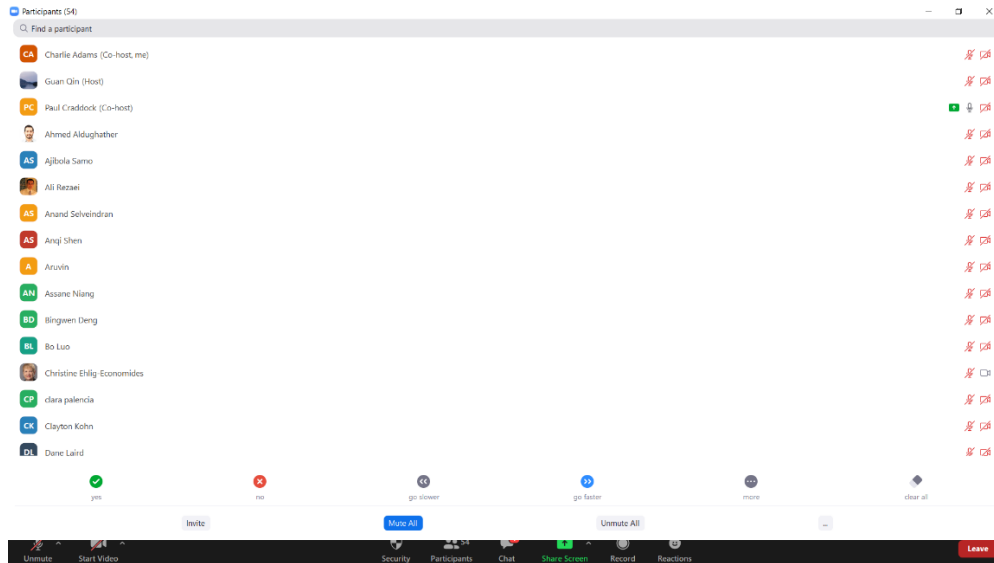 Participants (54)
Find a participant
CA Charlie Adams (Co-host, me)
Guan Qin (Host)
PC Paul Craddock (Co-host)
Ahmed Aldughather
AS Ajibola Samo
Ali Rezaei
AS Anand Selveindran
AS Anqi Shen
A Aruvin
AN Assane Niang
BD Bingwen Deng
BL Bo Luo
Christine Ehlig-Economides
CP clara palencia
CK Clayton Kohn
DL Dane Laird
yes no go slower go faster more clear all
Invite Mute All Unmute All ...
54
Unmute Start Video Security Participants Chat Share Screen Record Reactions Leave